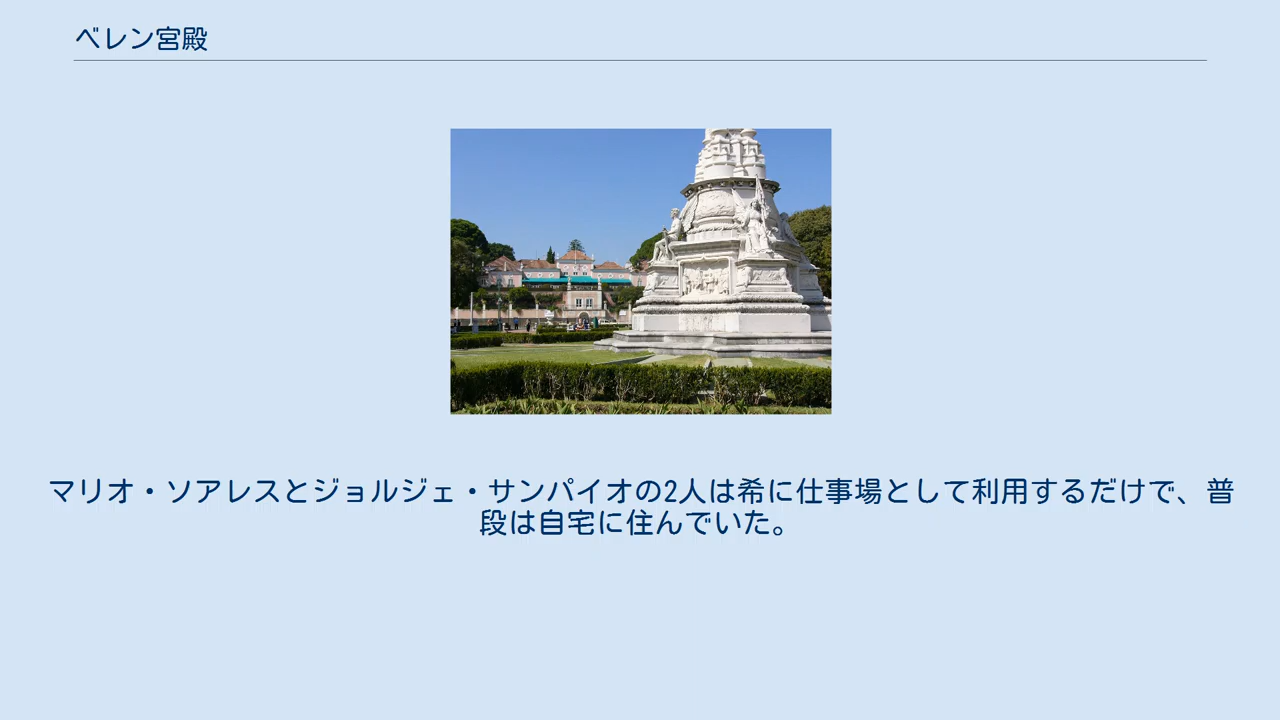 ベレン宮殿
マリオ・ソアレスとジョルジェ・サンパイオの2人は希に仕事場として利用するだけで、普
段は自宅に住んでいた。